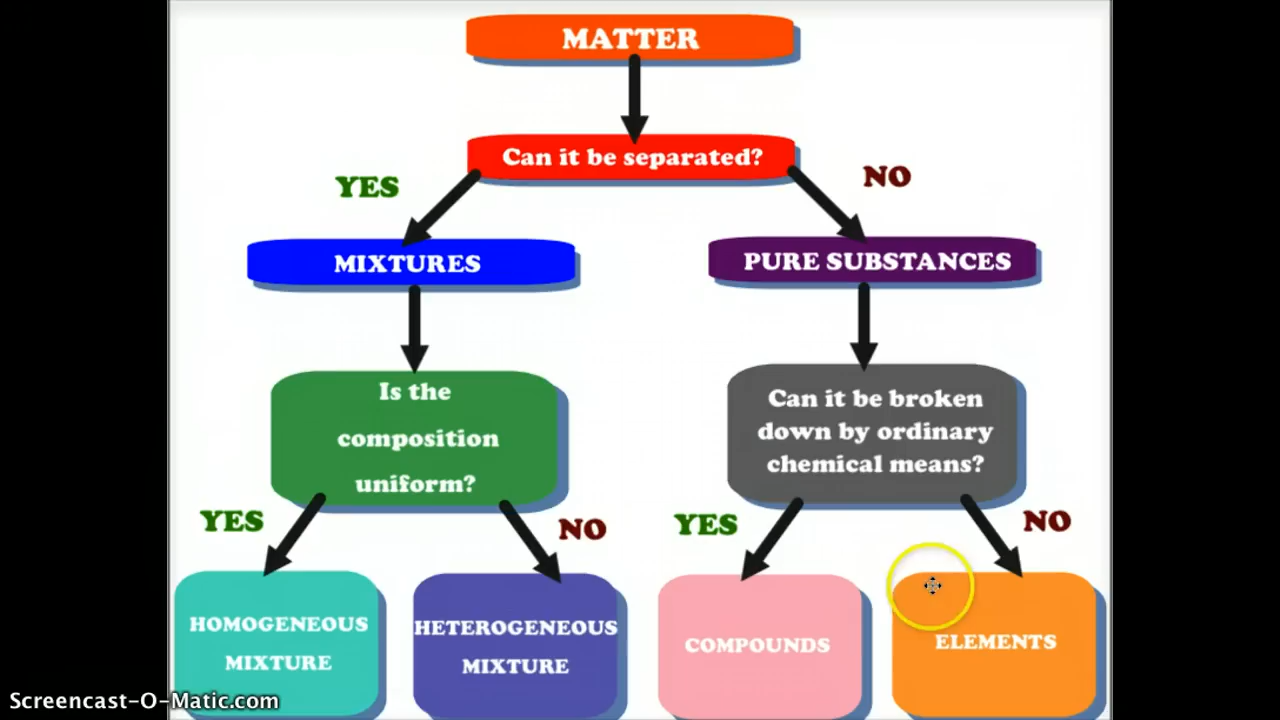 MATTER
Can it be separated?
YES
NO
MIXTURES
PURE SUBSTANCES
Is the
composition
uniform?
Can it be broken
down by ordinary
chemical means?
YES
NO
YES
NO
HOMOGENEOUS
MIXTURE
HETEROGENEOUS
MIXTURE
COMPOUNDS
ELEMENTS
Screencast-O-Matic.com